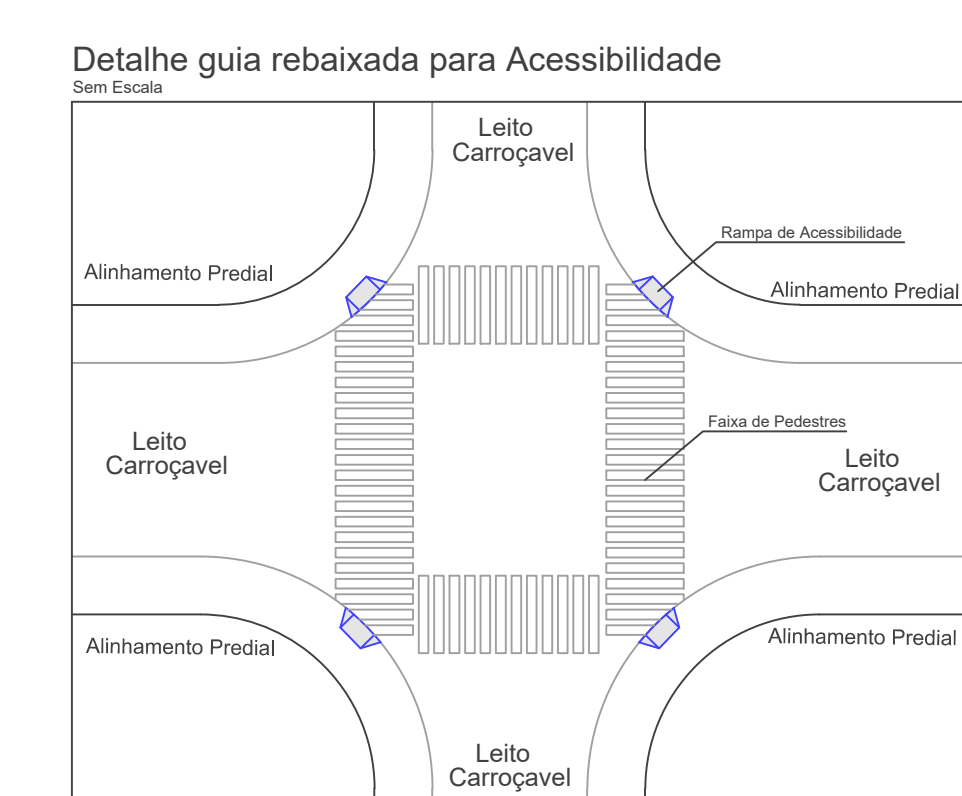 Detalhe guia rebaixada para Acessibilidade
Sem Escala
Leito
Carroçavel
Rampa de Acessibilidade
Alinhamento Predial
Alinhamento Predial
Faixa de Pedestres
Leito
Carroçavel
Leito
Carroçavel
Alinhamento Predial
Alinhamento Predial
Leito
Carroçavel